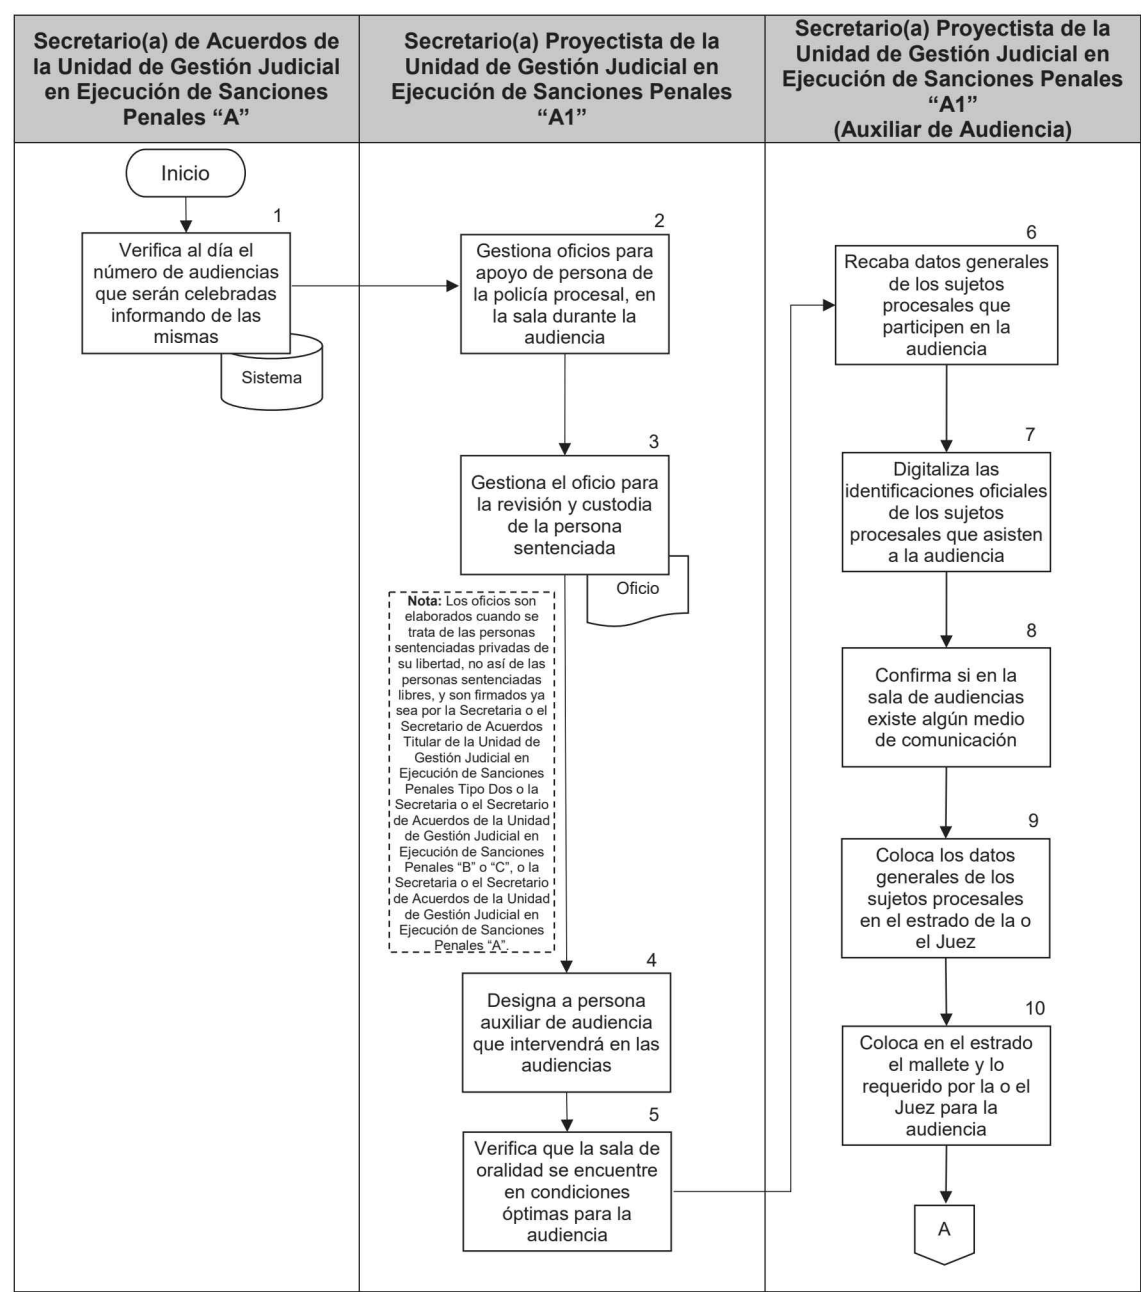 Secretario(a) de Acuerdos de
la Unidad de Gestión Judicial
en Ejecución de Sanciones
Penales “A”
Secretario(a) Proyectista de la
Unidad de Gestión Judicial en
Ejecución de Sanciones Penales
“A1”
Secretario(a) Proyectista de la
Unidad de Gestión Judicial en
Ejecución de Sanciones Penales
“A1”
(Auxiliar de Audiencia)
Inicio
1
Verifica al día el
número de audiencias
que serán celebradas
informando de las
mismas
Sistema
2
Gestiona oficios para
apoyo de persona de
la policía procesal, en
la sala durante la
audiencia
3
Gestiona el oficio para
la revisión y custodia
de la persona
sentenciada
Oficio
Nota: Los oficios son
elaborados cuando se
trata de las personas
sentenciadas privadas de
su libertad, no así de las
personas sentenciadas
libres, y son firmados ya
sea por la Secretaria o el
Secretario de Acuerdos
Titular de la Unidad de
Gestión Judicial en
Ejecución de Sanciones
Penales Tipo Dos o la
Secretaria o el Secretario
de Acuerdos de la Unidad
de Gestión Judicial en
Ejecución de Sanciones
Penales “B” o “C”, o la
Secretaria o el Secretario
de Acuerdos de la Unidad
de Gestión Judicial en
Ejecución de Sanciones
Penales “A”.
4
Designa a persona
auxiliar de audiencia
que intervendrá en las
audiencias
5
Verifica que la sala de
oralidad se encuentre
en condiciones
óptimas para la
audiencia
6
Recaba datos generales
de los sujetos
procesales que
participen en la
audiencia
7
Digitaliza las
identificaciones oficiales
de los sujetos
procesales que asisten
a la audiencia
8
Confirma si en la
sala de audiencias
existe algún medio
de comunicación
9
Coloca los datos
generales de los
sujetos procesales
en el estrado de la o
el Juez
10
Coloca en el estrado
el mallete y lo
requerido por la o el
Juez para la
audiencia
A